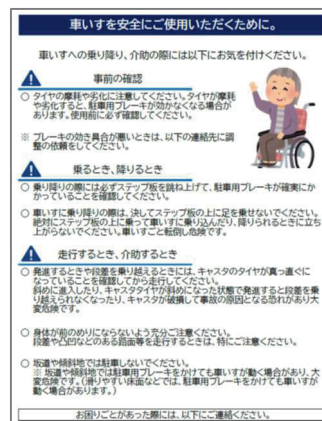 車いすを安全にご使用いただくために。
車いすへの乗り降り、介助の際には以下にお気を付けください。
事前の確認
○ タイヤの摩耗や劣化に注意してください。タイヤが摩耗
や劣化すると、駐車用ブレーキが効かなくなる場合が
あります。使用前に必ず確認してください。
※ ブレーキの効き具合が悪いときは、以下の連絡先に調
整の依頼をしてください。
乗るとき、降りるとき
○ 乗り降りの際には必ずステップ板を跳ね上げて、駐車用ブレーキが確実にか
かっていることを確認してください。
○ 車いすに乗り降りの際は、決してステップ板の上に足を乗せないでください。
絶対にステップ板の上に乗って車いすに乗り込んだり、降りられるときに立ち
上がらないでください。車いすごと転倒し危険です。
走行するとき、介助するとき
○ 発進するときや段差を乗り越えるときには、キャスタのタイヤが真っ直ぐに
なっていることを確認してから走行してください。
斜めに進入したり、キャスタタイヤが斜めになった状態で発進すると段差を乗
り越えられなくなったり、キャスタが破損して事故の原因となる恐れがあり大
変危険です。
○ 身体が前のめりにならないよう充分ご注意ください。
段差や凸凹などのある路面等を走行するときは、特にご注意ください。
○ 坂道や傾斜地では駐車しないでください。
※ 坂道や傾斜地では駐車用ブレーキをかけても車いすが動く場合があり、大
変危険です。（滑りやすい床面などでは、駐車用ブレーキをかけても車いすが
動く場合があります。）
お困りごとがあった際には、以下にご連絡ください。